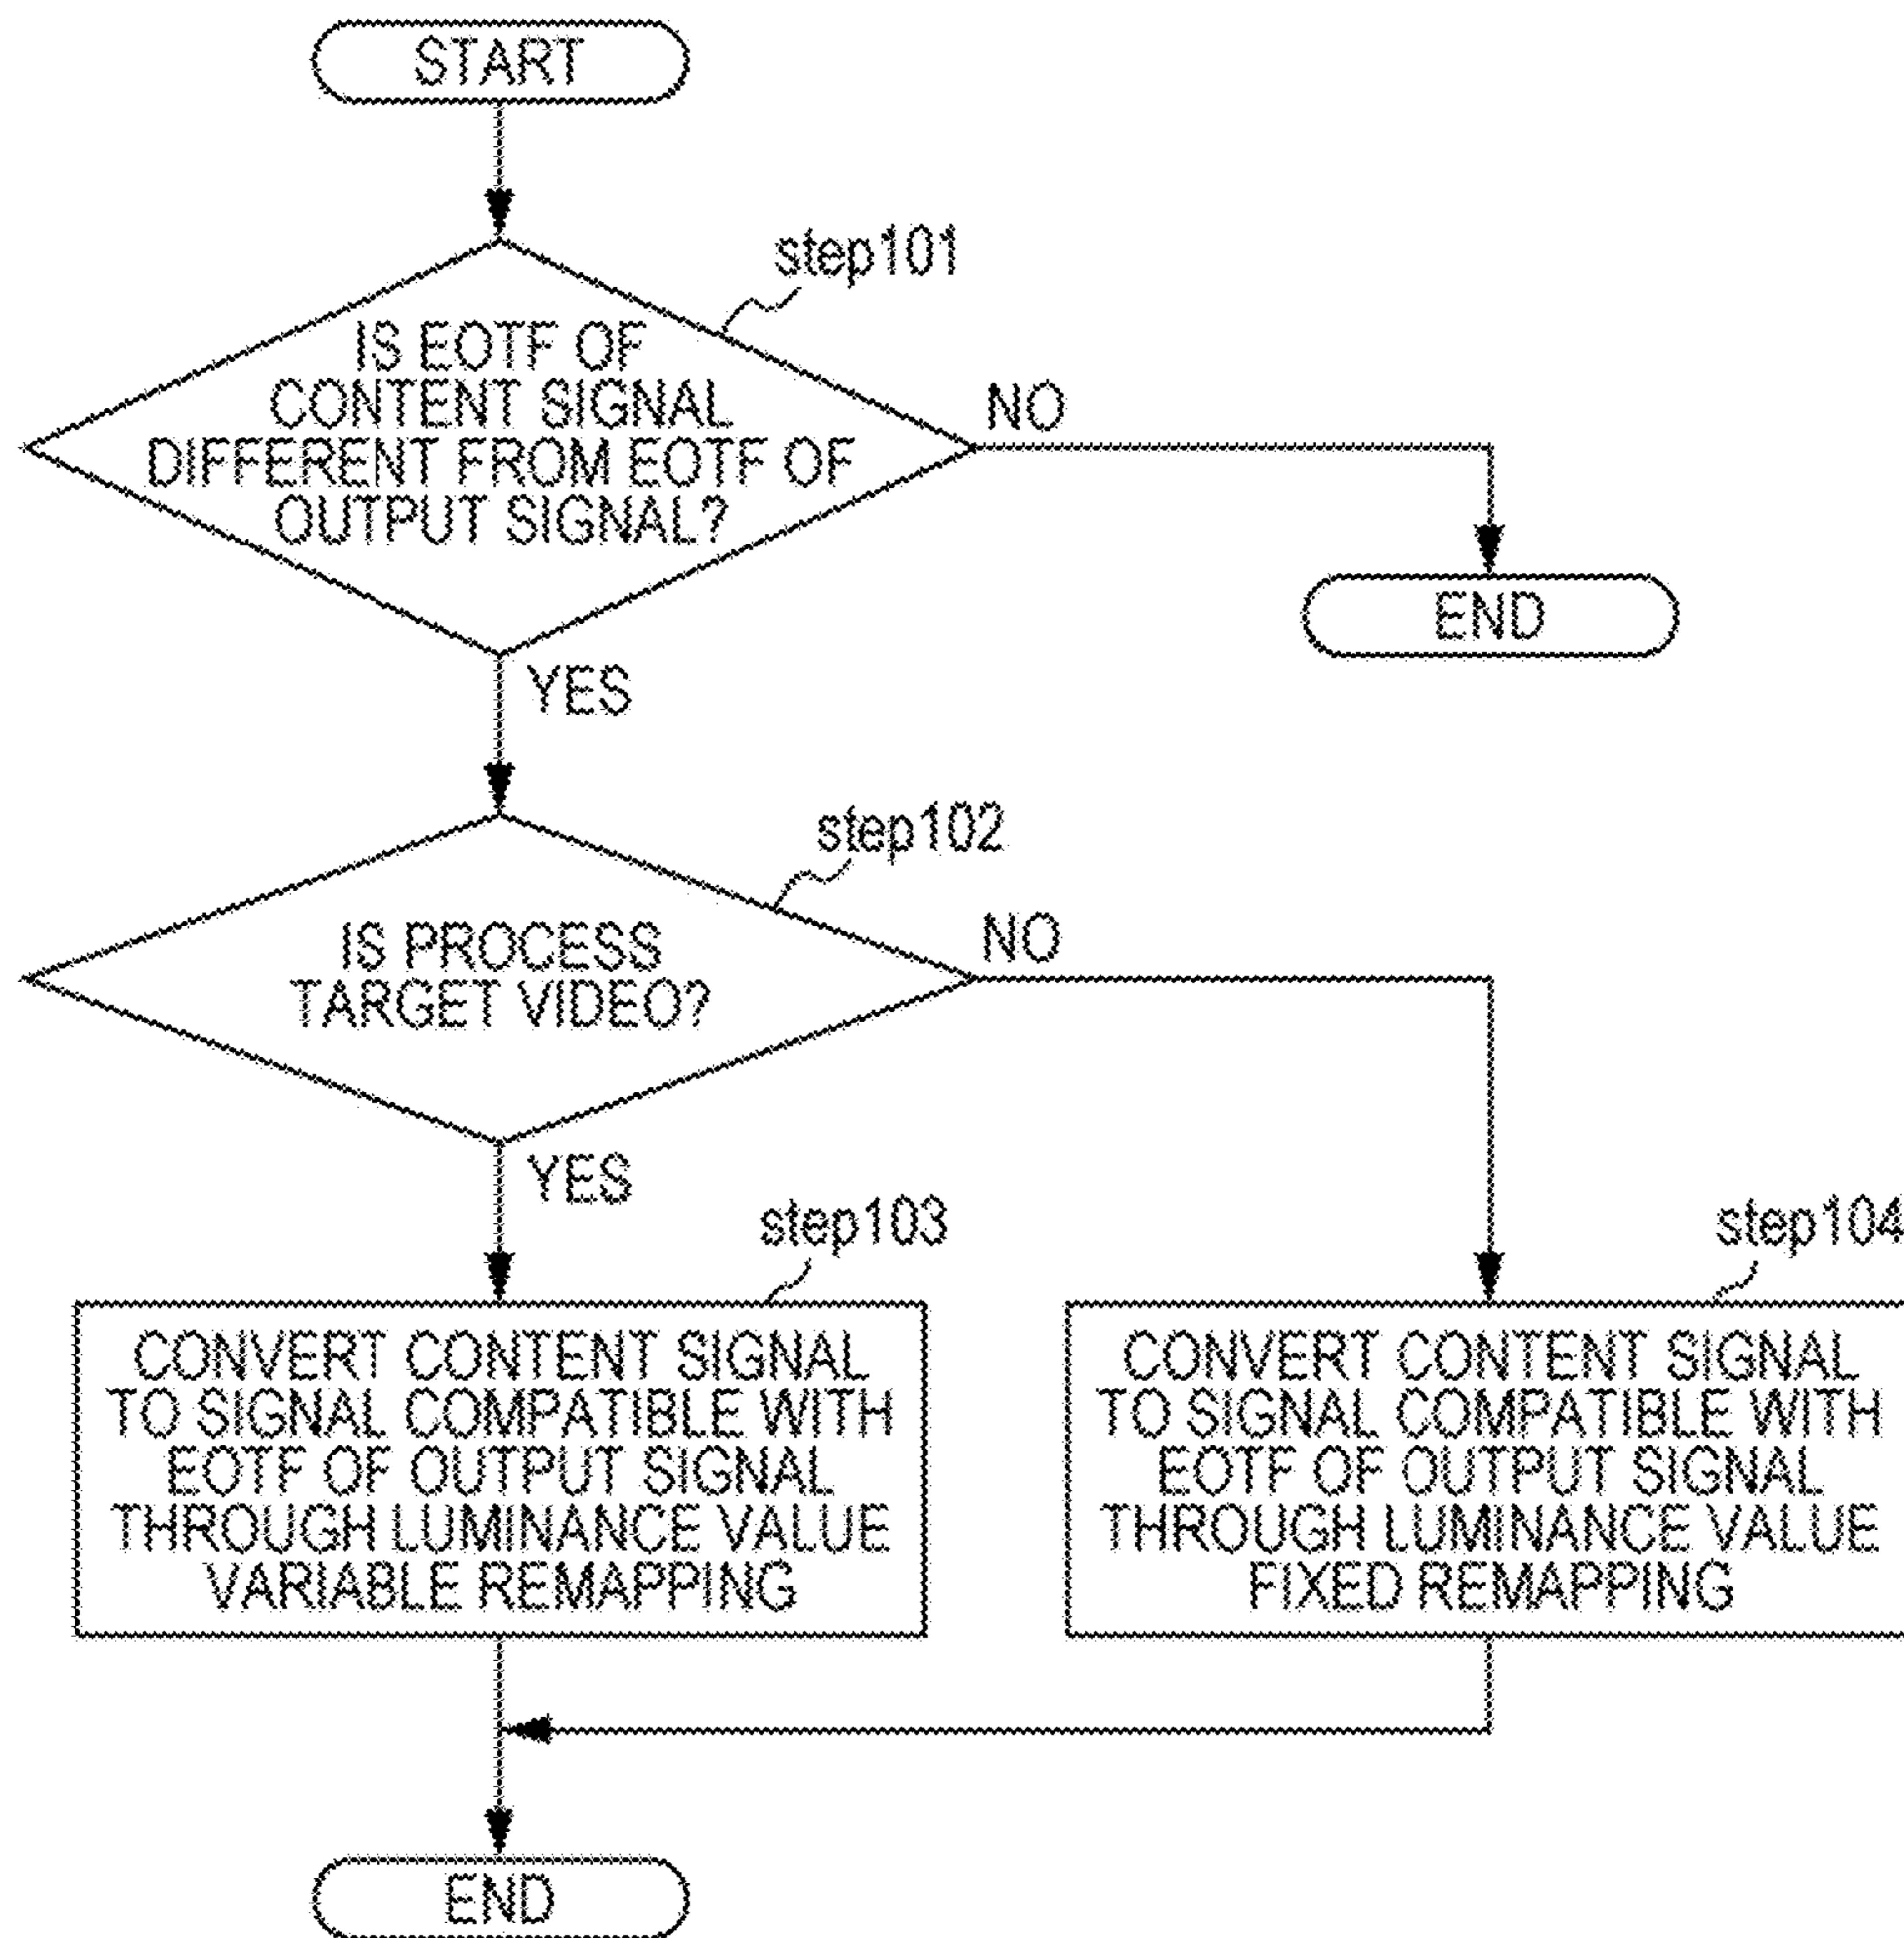 START
step101
IS EOTF OF
CONTENT SIGNAL
DIFFERENT FROM EOTF OF
OUTPUT SIGNAL?
NO
END
YES
step102
IS PROCESS
TARGET VIDEO?
NO
YES
step103
CONVERT CONTENT SIGNAL
TO SIGNAL COMPATIBLE WITH
EOTF OF OUTPUT SIGNAL
THROUGH LUMINANCE VALUE
VARIABLE REMAPPING
step104
CONVERT CONTENT SIGNAL
TO SIGNAL COMPATIBLE WITH
EOTF OF OUTPUT SIGNAL
THROUGH LUMINANCE VALUE
FIXED REMAPPING
END